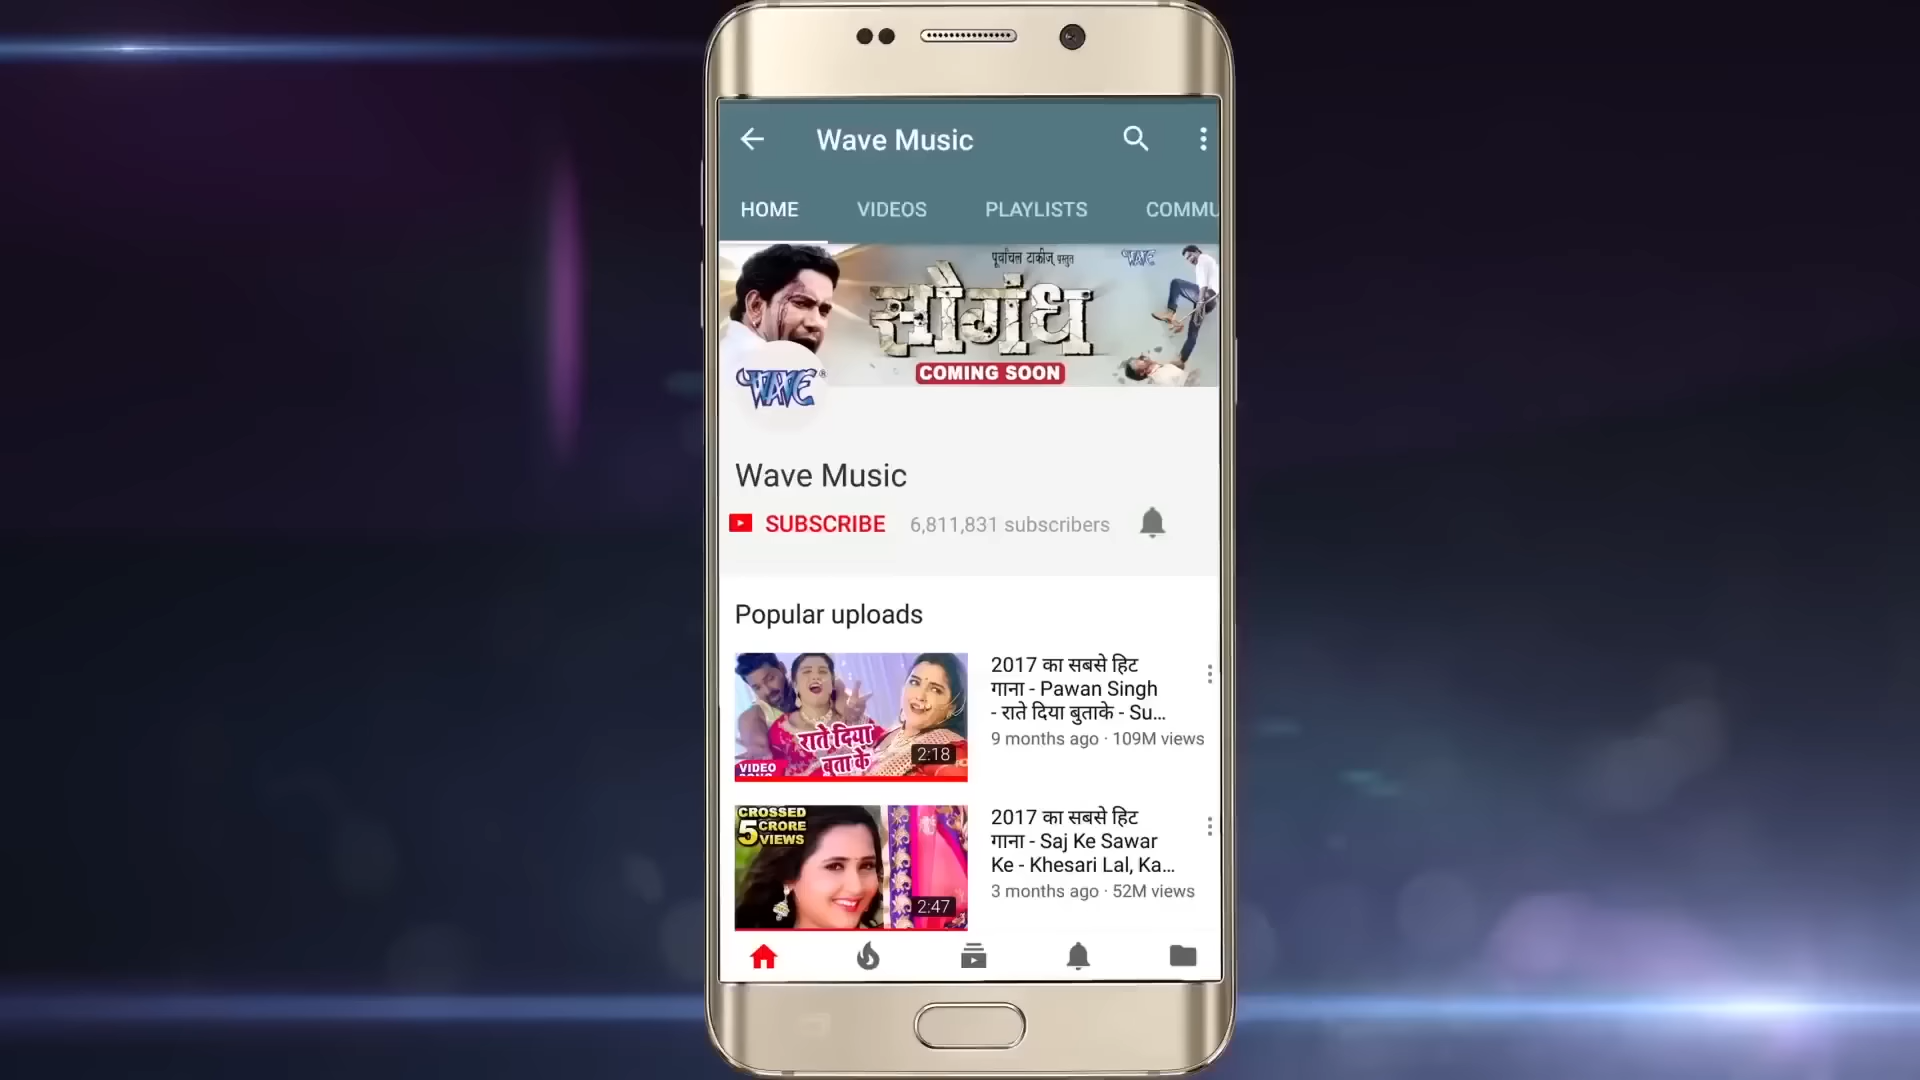 Wave Music
HOME VIDEOS PLAYLISTS COMMU
पूर्वांचल टाकीज् प्रस्तुत
WAVE
सौगंध
COMING SOON
WAVE®
Wave Music
SUBSCRIBE 6,811,831 subscribers
Popular uploads
2017 का सबसे हिट
गाना - Pawan Singh
- राते दिया बुताके - Su...
9 months ago · 109M views
राते दिया
बुता के
VIDEO
SONG
2:18
2017 का सबसे हिट
गाना - Saj Ke Sawar
Ke - Khesari Lal, Ka...
3 months ago · 52M views
CROSSED
5 CRORE
VIEWS
2:47